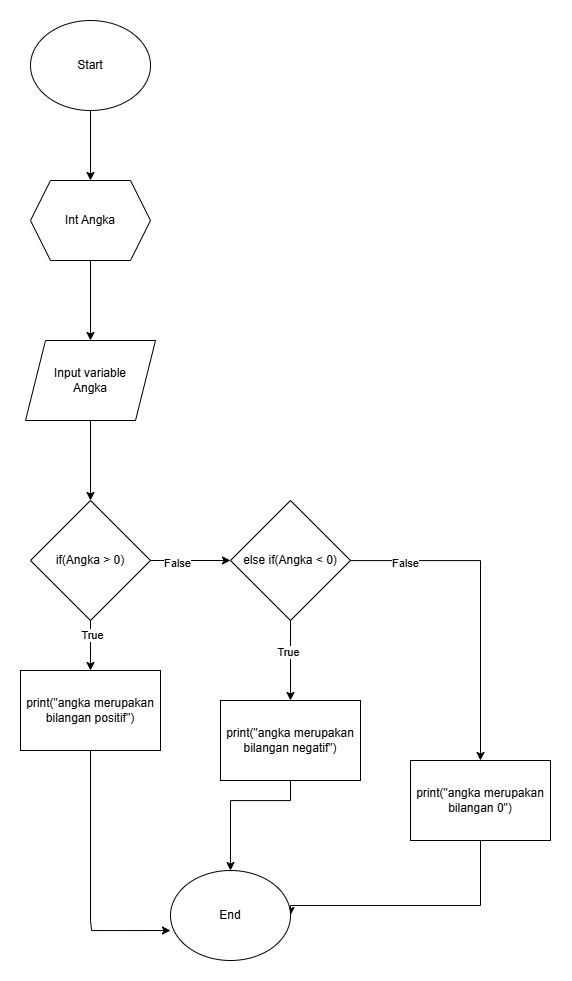 Start
Int Angka
Input variable
Angka
if(Angka > 0)
False
else if(Angka < 0)
False
True
True
print("angka merupakan
bilangan positif")
print("angka merupakan
bilangan negatif")
print("angka merupakan
bilangan 0")
End